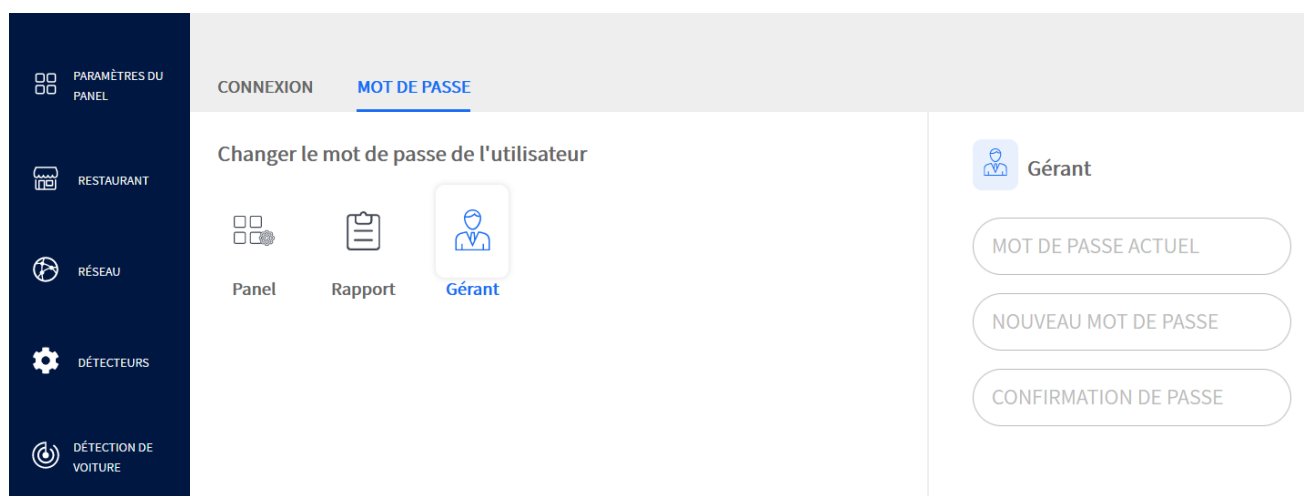 PARAMÈTRES DU
PANEL
RESTAURANT
RÉSEAU
DÉTECTEURS
DÉTECTION DE
VOITURE
CONNEXION MOT DE PASSE
Changer le mot de passe de l'utilisateur
Panel Rapport Gérant
Gérant
MOT DE PASSE ACTUEL
NOUVEAU MOT DE PASSE
CONFIRMATION DE PASSE